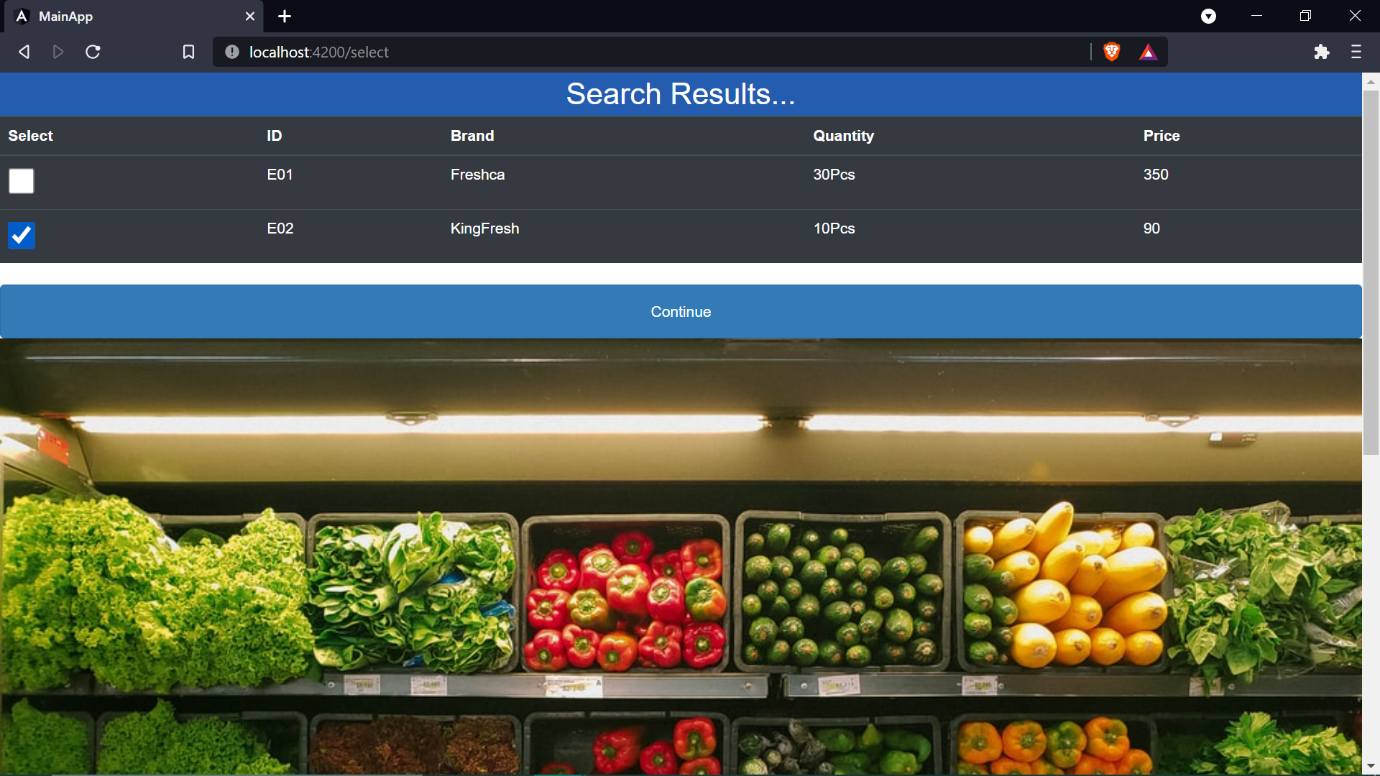 MainApp
localhost:4200/select
Search Results...
Select ID Brand Quantity Price
E01 Freshca 30Pcs 350
E02 KingFresh 10Pcs 90
Continue